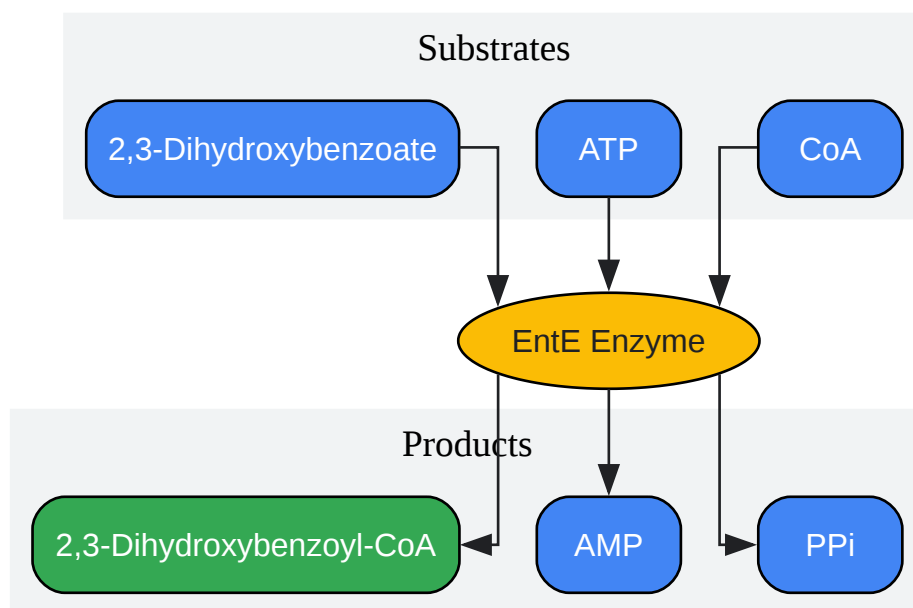 Substrates
2,3-Dihydroxybenzoate
ATP
CoA
EntE Enzyme
Products
2,3-Dihydroxybenzoyl-CoA
AMP
PPi